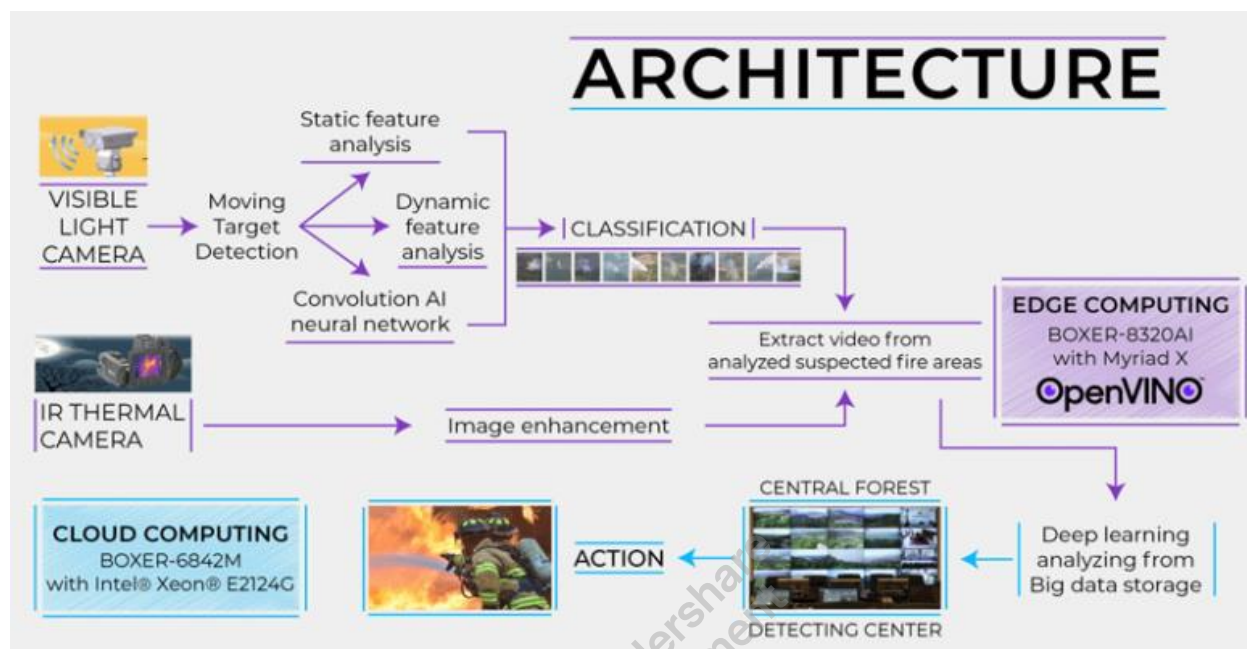 ARCHITECTURE
Static feature
analysis
VISIBLE
LIGHT
CAMERA
Moving
Target
Detection
Dynamic
feature
analysis
CLASSIFICATION
Convolution AI
neural network
Extract video from
analyzed suspected fire areas
EDGE COMPUTING
BOXER-8320AI
with Myriad X
OpenVINO
IR THERMAL
CAMERA
Image enhancement
CLOUD COMPUTING
BOXER-6842M
with Intel® Xeon® E2124G
ACTION
CENTRAL FOREST
DETECTING CENTER
Deep learning
analyzing from
Big data storage